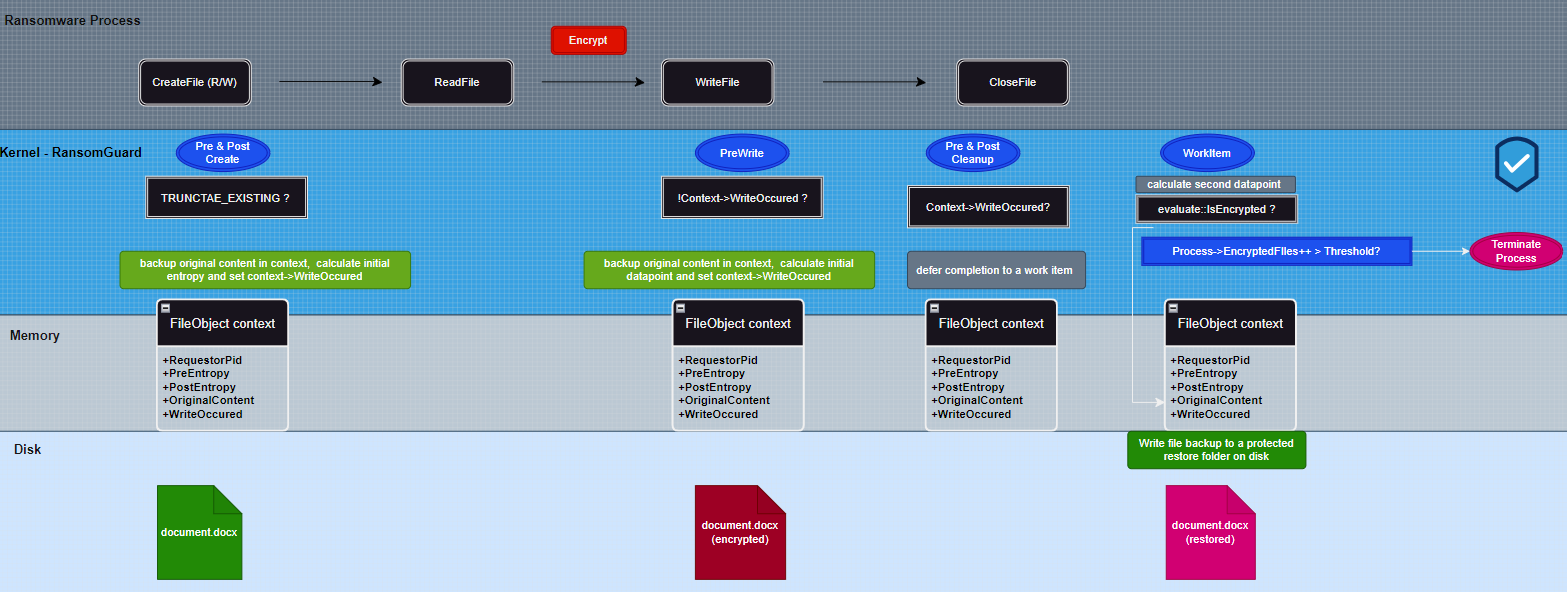 Ransomware Process
Encrypt
CreateFile (R/W)
ReadFile
WriteFile
CloseFile
Kernel - RansomGuard
Pre & Post
Create
PreWrite
Pre & Post
Cleanup
WorkItem
TRUNCTAE_EXISTING ?
!Context->WriteOccured ?
Context->WriteOccured?
calculate second datapoint
evaluate::IsEncrypted ?
Process->EncryptedFIles++ > Threshold?
Terminate
Process
backup original content in context, calculate initial
entropy and set context->WriteOccured
backup original content in context, calculate initial
datapoint and set context->WriteOccured
defer completion to a work item
Memory
FileObject context
+RequestorPid
+PreEntropy
+PostEntropy
+OriginalContent
+WriteOccured
FileObject context
+RequestorPid
+PreEntropy
+PostEntropy
+OriginalContent
+WriteOccured
FileObject context
+RequestorPid
+PreEntropy
+PostEntropy
+OriginalContent
+WriteOccured
FileObject context
+RequestorPid
+PreEntropy
+PostEntropy
+OriginalContent
+WriteOccured
Disk
Write file backup to a protected
restore folder on disk
document.docx
document.docx
(encrypted)
document.docx
(restored)